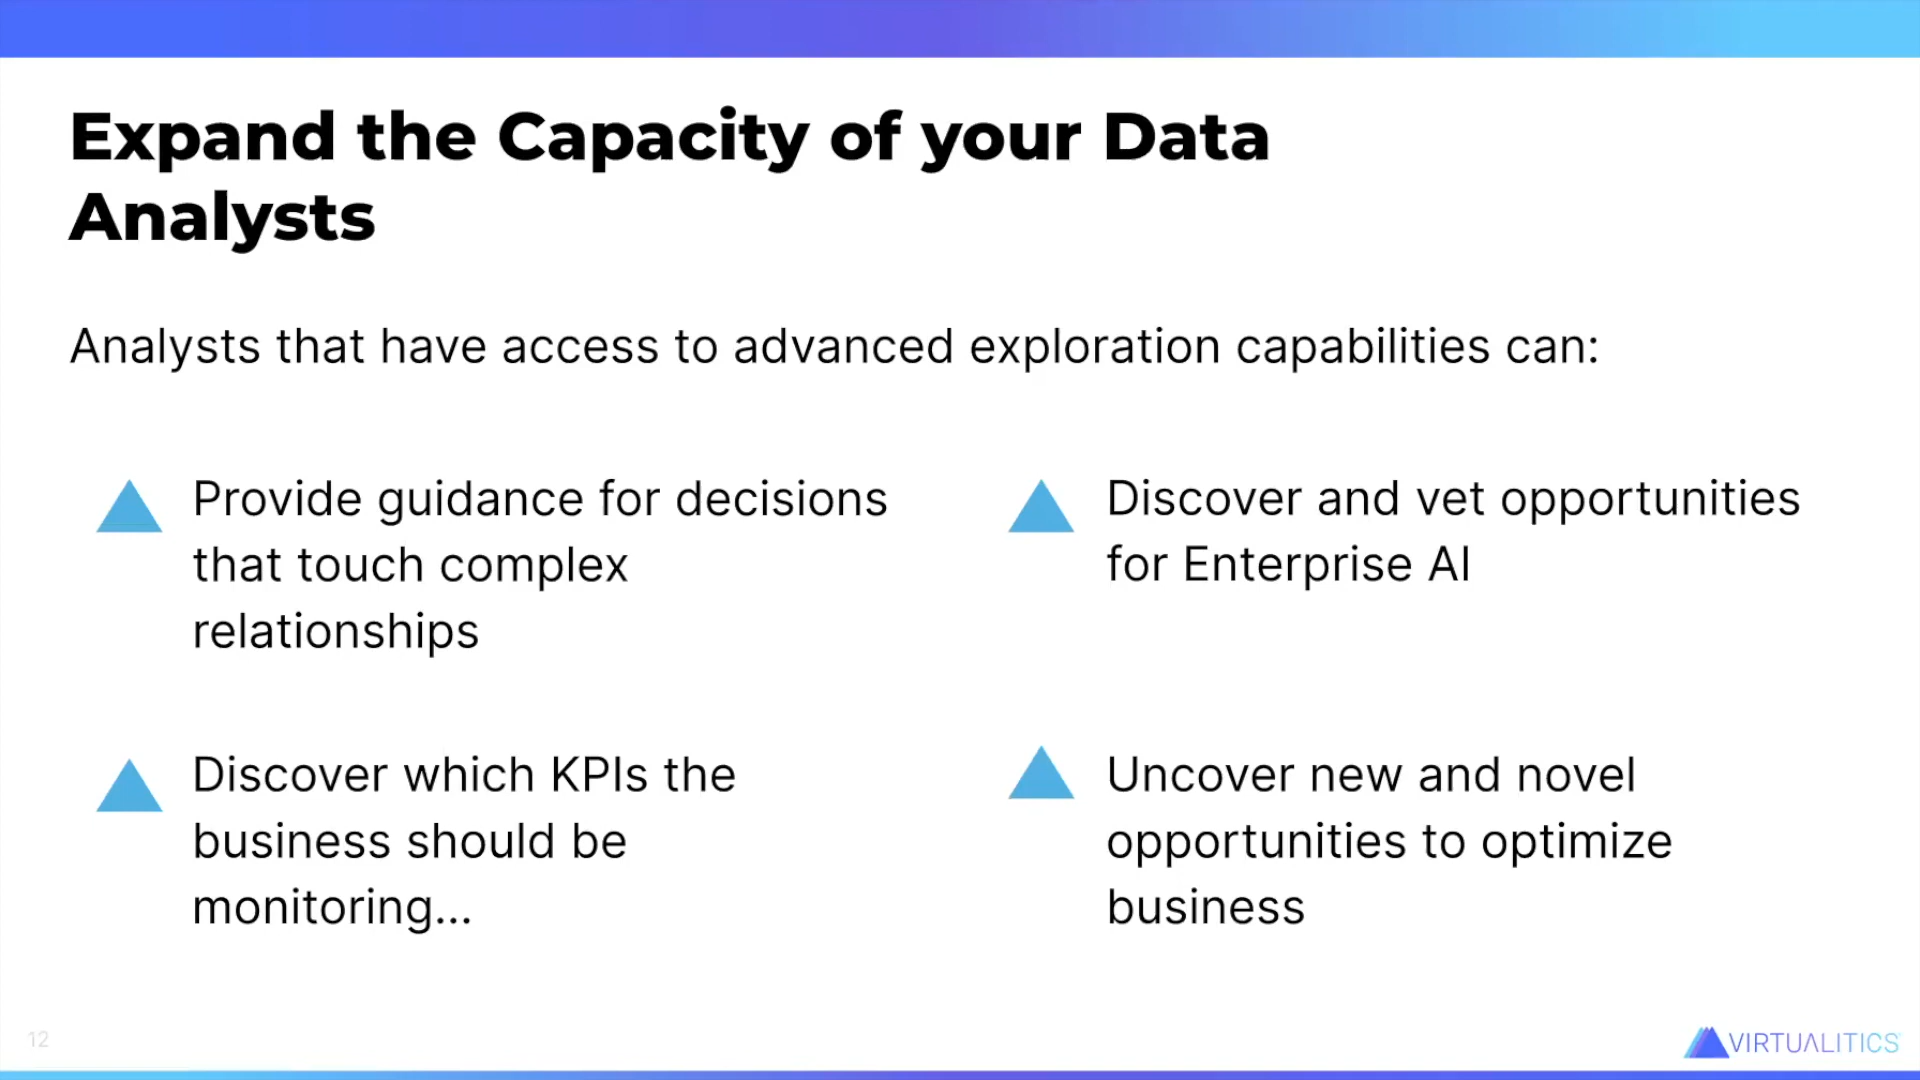 Expand the Capacity of your Data
Analysts
Analysts that have access to advanced exploration capabilities can:
Provide guidance for decisions
that touch complex
relationships
Discover and vet opportunities
for Enterprise AI
Discover which KPIs the
business should be
monitoring...
Uncover new and novel
opportunities to optimize
business
12
VIRTUALITICS